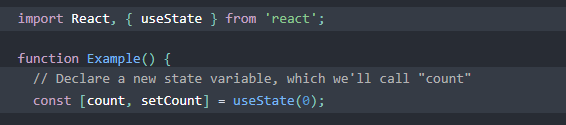 import React, { useState } from 'react';
function Example() {
// Declare a new state variable, which we'll call "count"
const [count, setCount] = useState(0);